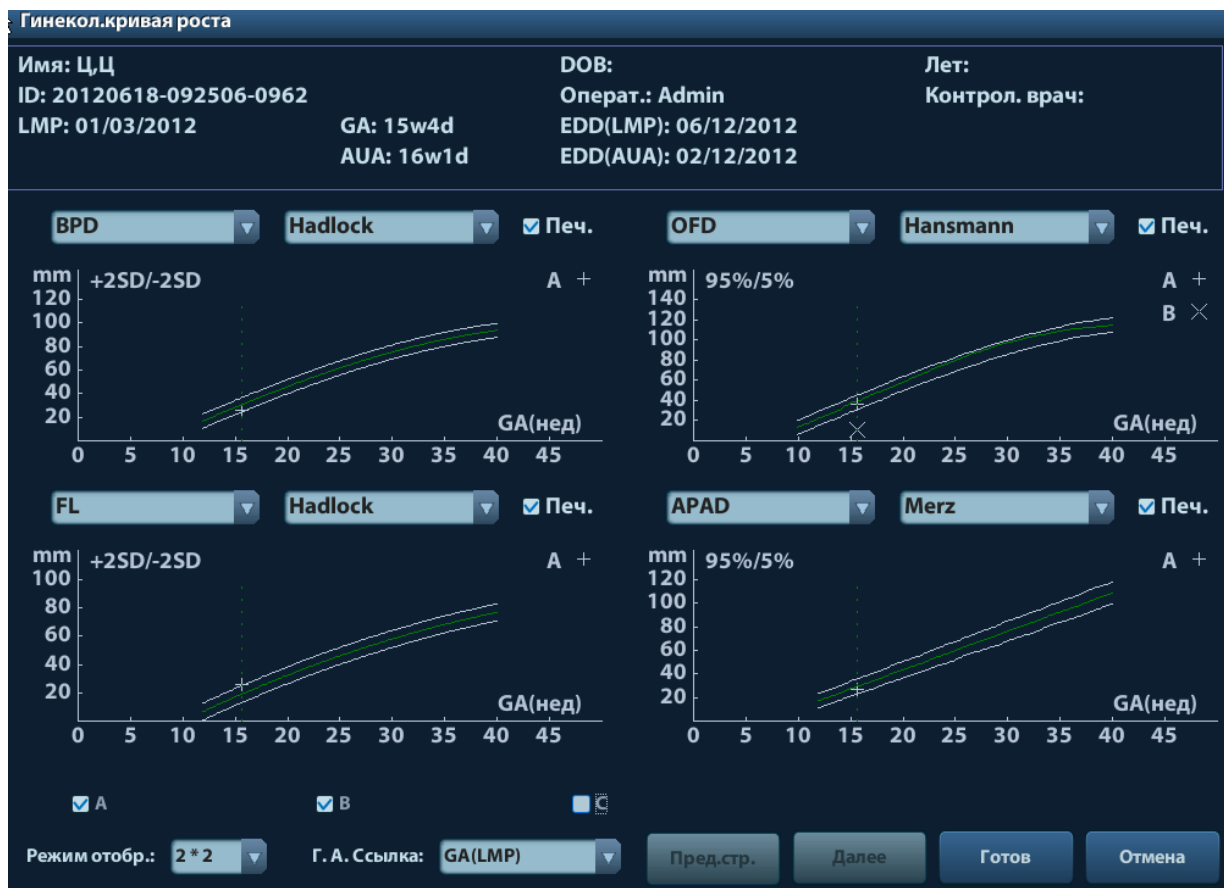 Гинекол.кривая роста
Имя: Ц,Ц DOB: Лет:
ID: 20120618-092506-0962 Операт.: Admin Контрол. врач:
LMP: 01/03/2012 GA: 15w4d EDD(LMP): 06/12/2012
AUA: 16w1d EDD(AUA): 02/12/2012
BPD Hadlock Печ. OFD Hansmann Печ.
mm +2SD/-2SD A + mm 95%/5% A +
120 140 B ×
100 120
80 100
60 80
40 60
20 40
GA(нед) 20 GA(нед)
0 5 10 15 20 25 30 35 40 45 0 5 10 15 20 25 30 35 40 45
FL Hadlock Печ. APAD Merz Печ.
mm +2SD/-2SD A + mm 95%/5% A +
100 120
80 100
60 80
40 60
20 40
GA(нед) 20 GA(нед)
0 5 10 15 20 25 30 35 40 45 0 5 10 15 20 25 30 35 40 45
A B C
Режим отобр.: 2 * 2 Г. А. Ссылка: GA(LMP) Пред.стр. Далее Готов Отмена